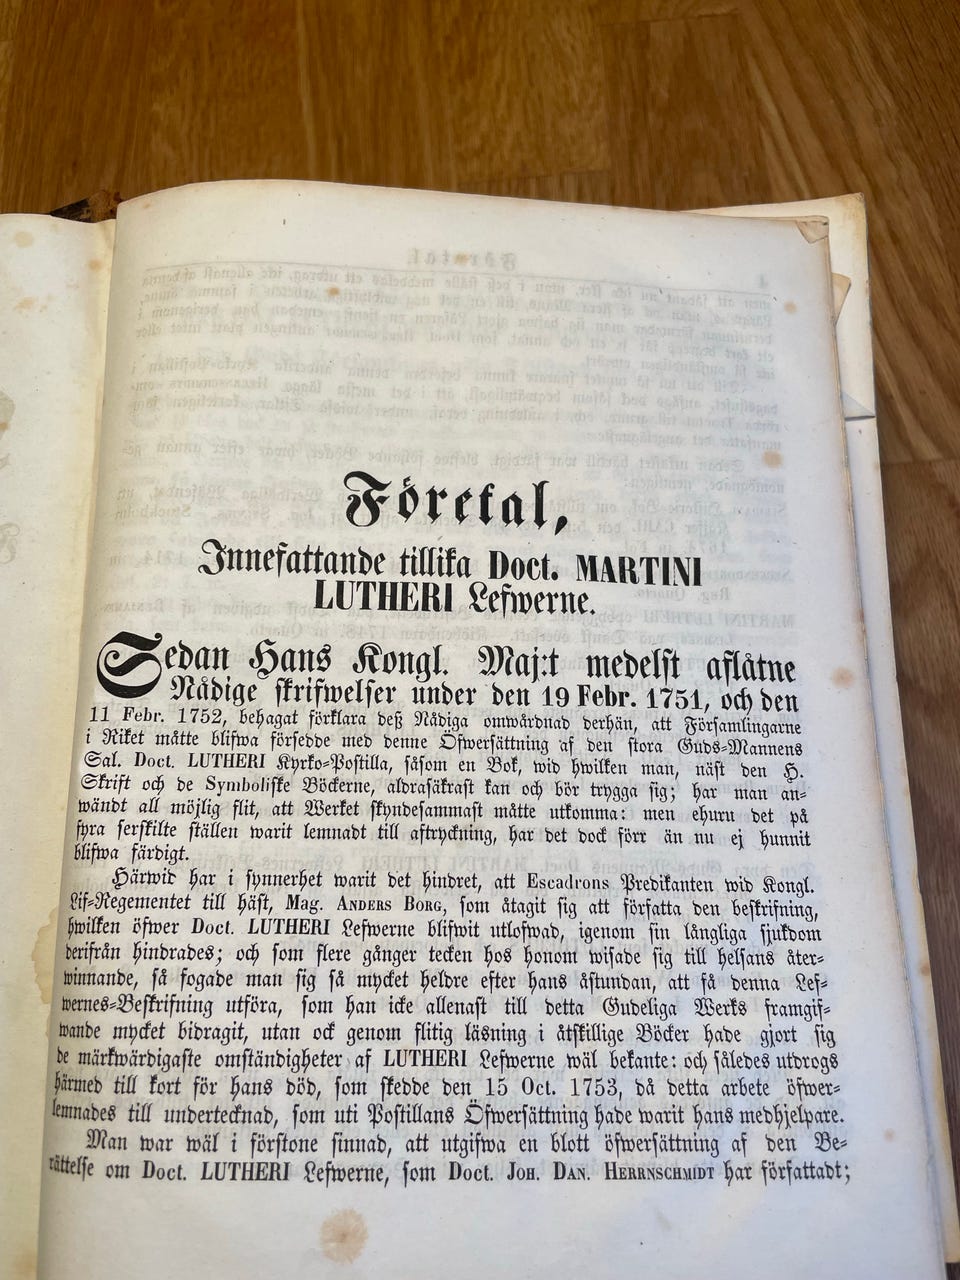 Företal,
Innefattande tillika Doct. MARTINI
LUTHERI Lefwerne.
Sedan Hans Kongl. Maj:t medelst aflåtne
Nådige skrifwelser under den 19 Febr. 1751, och den
11 Febr. 1752, behagat förklara deß Nådiga omwårdnad derhän, att Församlingarne
i Riket måtte blifwa försedde med denne Öfwersättning af den stora Guds=Mannens
Sal. Doct. LUTHERI Kyrko=Postilla, såsom en Bok, wid hwilken man, näst den H.
Skrift och de Symboliske Böckerne, aldrasäkrast kan och bör trygga sig; har man an=
wändt all möjlig flit, att Werket skyndesammast måtte utkomma: men ehuru det på
fyra serskilte ställen warit lemnadt till aftryckning, har det dock förr än nu ej hunnit
blifwa färdigt.
Härwid har i synnerhet warit det hindret, att Escadrons Predikanten wid Kongl.
Lif=Regementet till häst, Mag. ANDERS BORG, som åtagit sig att författa den beskrifning,
hwilken öfwer Doct. LUTHERI Lefwerne blifwit utlofwad, igenom sin långliga sjukdom
derifrån hindrades; och som flere gånger tecken hos honom wisade sig till helsans åter=
winnande, så fogade man sig så mycket heldre efter hans åstundan, att få denna Lef=
wernes=Beskrifning utföra, som han icke allenast till detta Gudeliga Werks framgif=
wande mycket bidragit, utan ock genom flitig läsning i åtskillige Böcker hade gjort sig
de märkwärdigaste omständigheter af LUTHERI Lefwerne wäl bekante: och således utdrogs
härmed till kort för hans död, som skedde den 15 Oct. 1753, då detta arbete öfwer=
lemnades till undertecknad, som uti Postillans Öfwersättning hade warit hans medhjelpare.
Man war wäl i förstone sinnad, att utgifwa en blott öfwersättning af den Be=
rättelse om Doct. LUTHERI Lefwerne, som Doct. JOH. DAN. HERRNSCHMIDT har författadt;